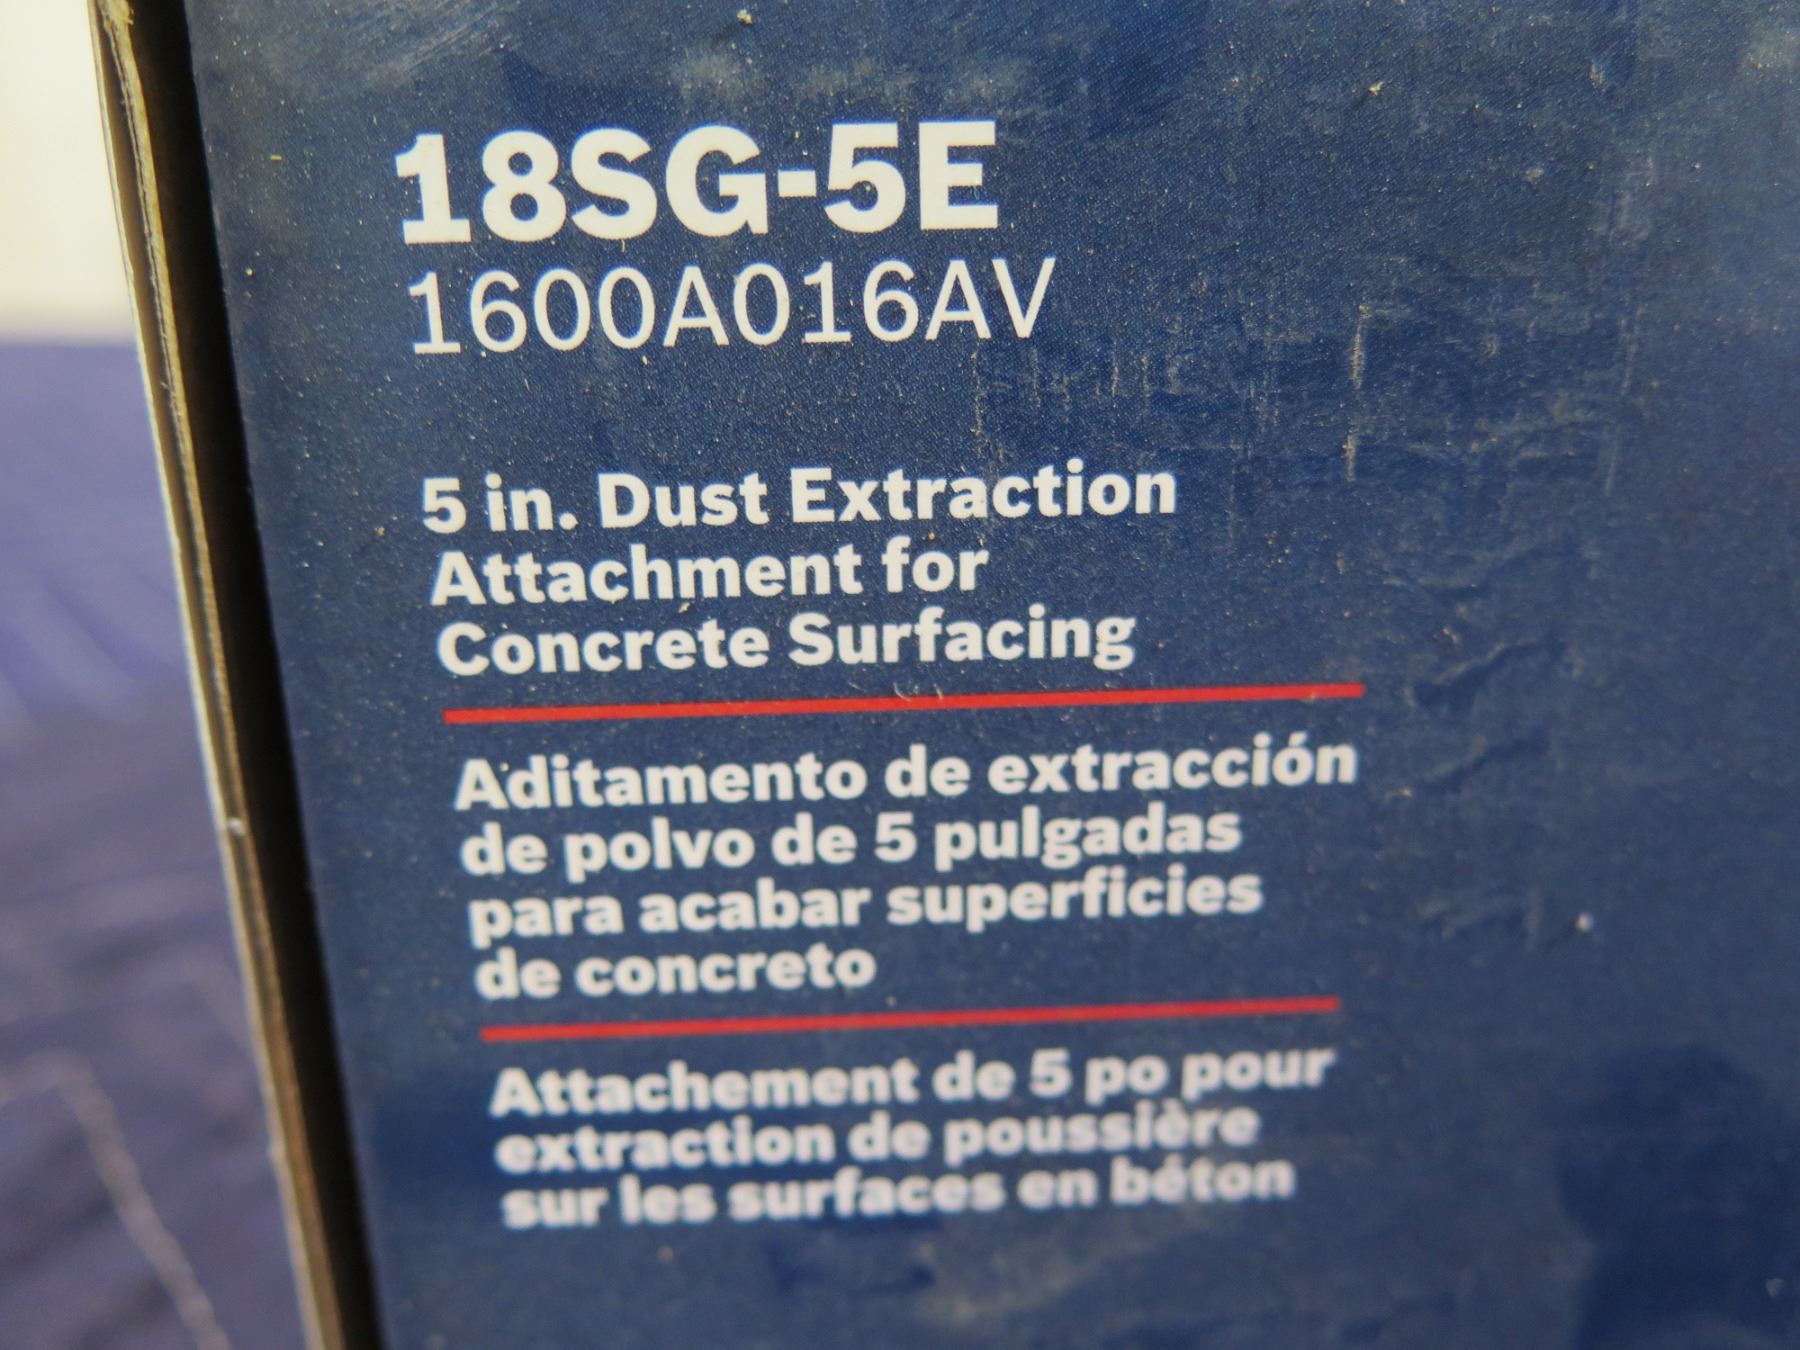 18SG-5E
1600A016AV
5 in. Dust Extraction
Attachment for
Concrete Surfacing
Aditamento de extracción
de polvo de 5 pulgadas
para acabar superficies
de concreto
Attachement de 5 po pour
extraction de poussière
sur les surfaces en béton